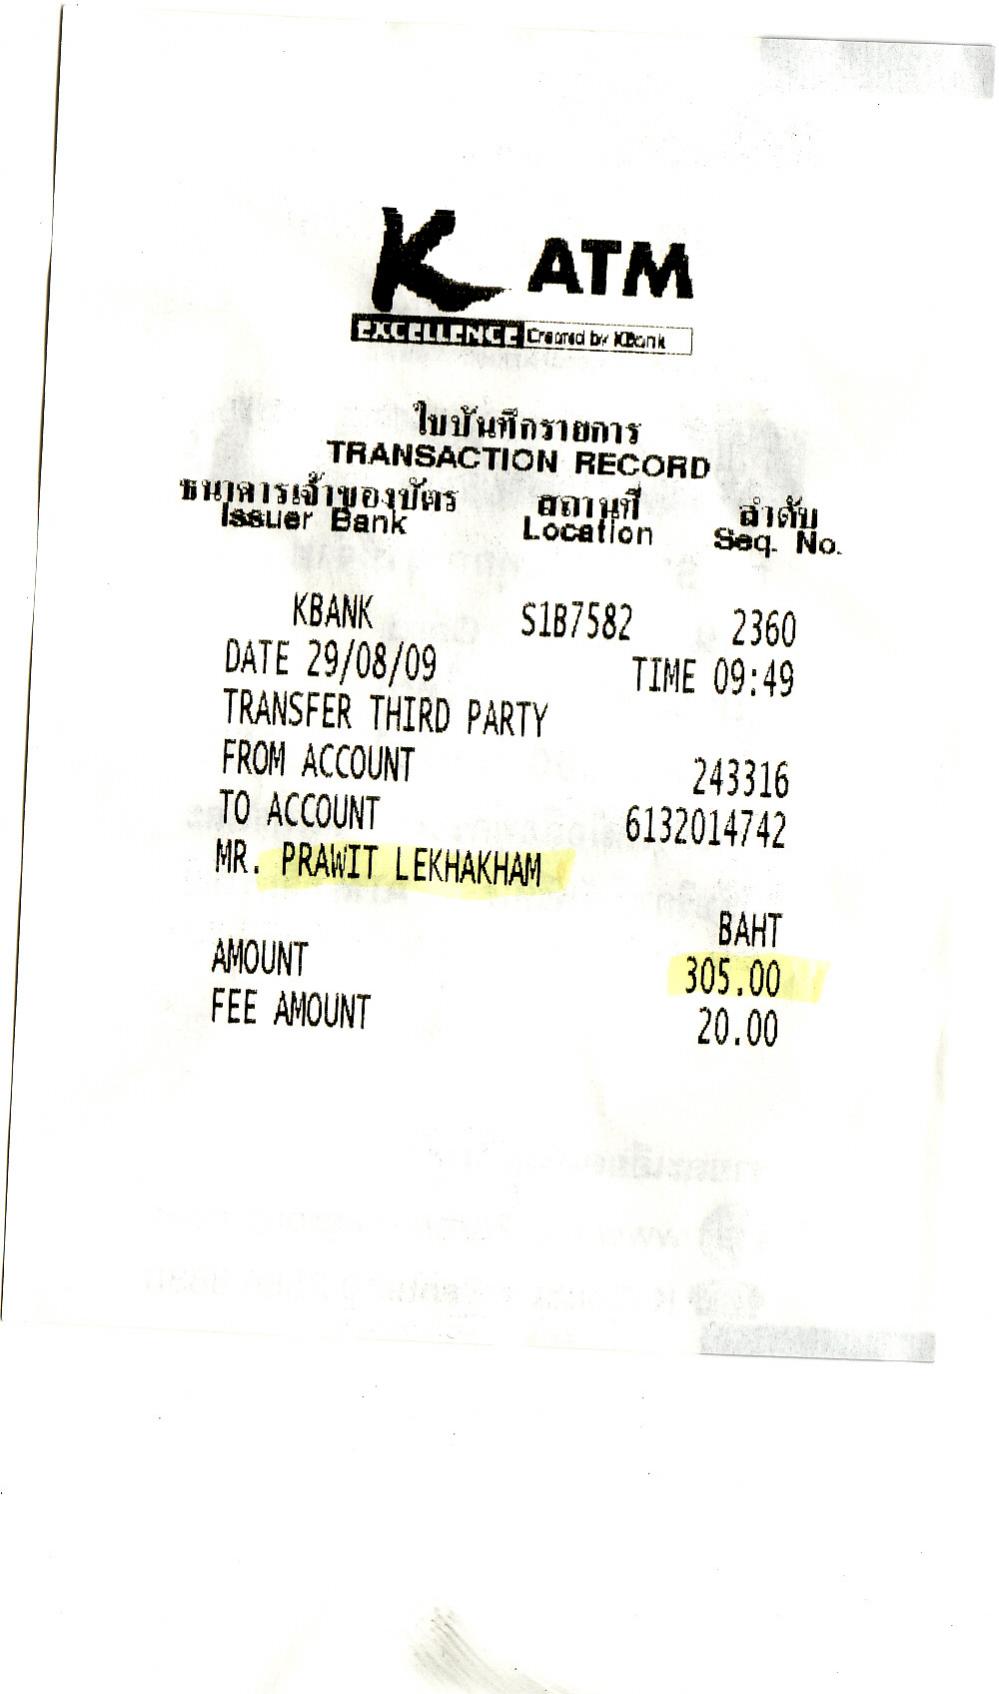 K ATM
EXCELLENCE Created by KBank
ใบบันทึกรายการ
TRANSACTION RECORD
ธนาคารเจ้าของบัตร สถานที่ ลำดับ
Issuer Bank Location Seq. No.
KBANK S1B7582 2360
DATE 29/08/09 TIME 09:49
TRANSFER THIRD PARTY
FROM ACCOUNT 243316
TO ACCOUNT 6132014742
MR. PRAWIT LEKHAKHAM
BAHT
AMOUNT 305.00
FEE AMOUNT 20.00